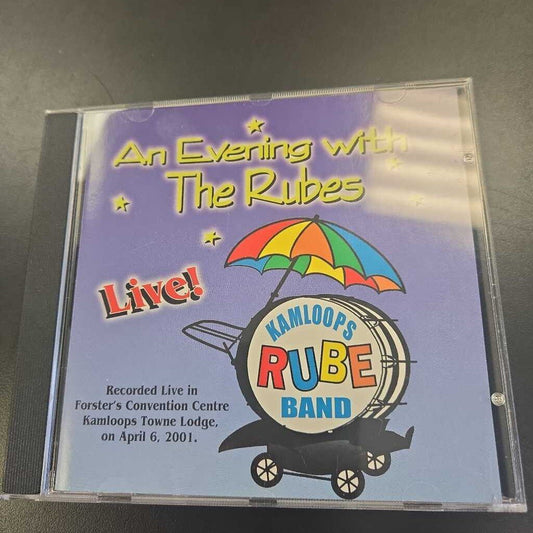 An Evening with
The Rubes
Live!
KAMLOOPS
RUBE
BAND
Recorded Live in
Forster's Convention Centre
Kamloops Towne Lodge,
on April 6, 2001.